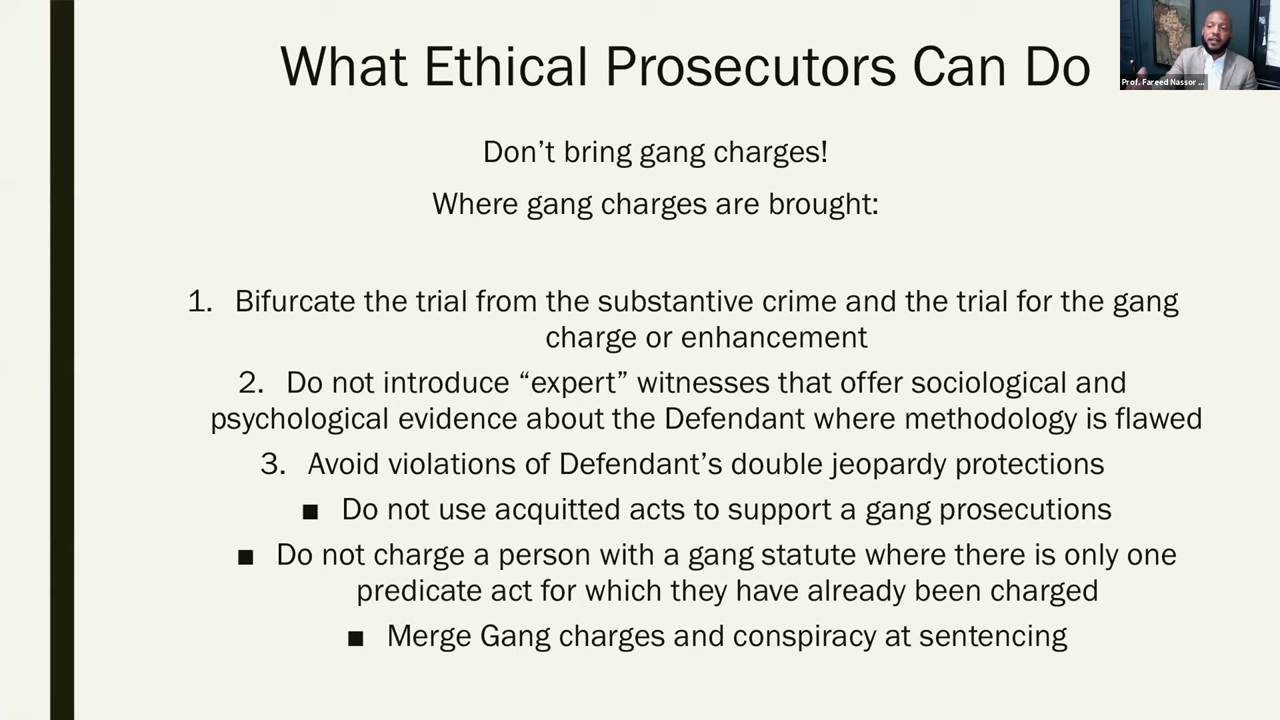 What Ethical Prosecutors Can Do
Prof. Fareed Nassor ...
Don’t bring gang charges!
Where gang charges are brought:
1. Bifurcate the trial from the substantive crime and the trial for the gang
charge or enhancement
2. Do not introduce “expert” witnesses that offer sociological and
psychological evidence about the Defendant where methodology is flawed
3. Avoid violations of Defendant’s double jeopardy protections
■ Do not use acquitted acts to support a gang prosecutions
■ Do not charge a person with a gang statute where there is only one
predicate act for which they have already been charged
■ Merge Gang charges and conspiracy at sentencing